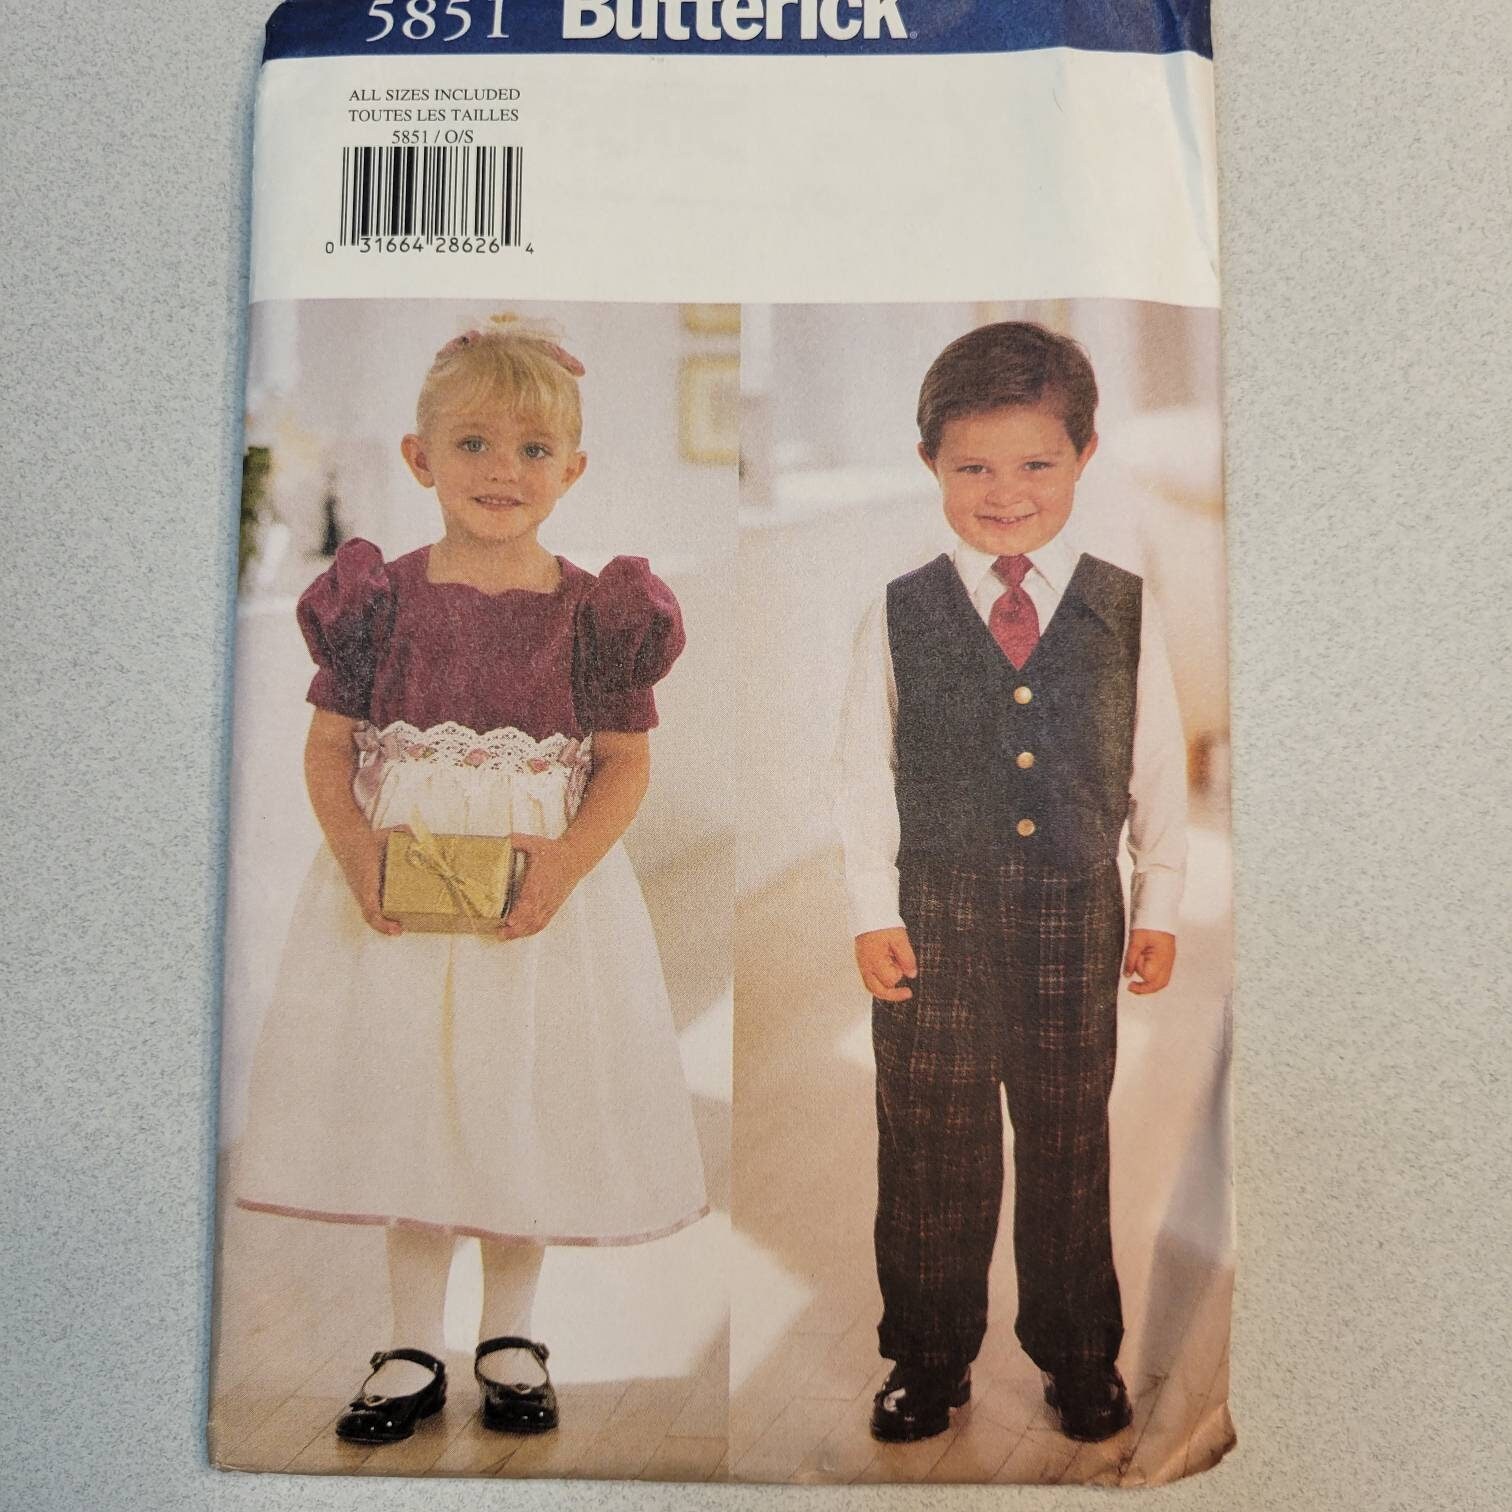 5851 Butterick
ALL SIZES INCLUDED
TOUTES LES TAILLES
5851 / O/S
0 31664 28626 4